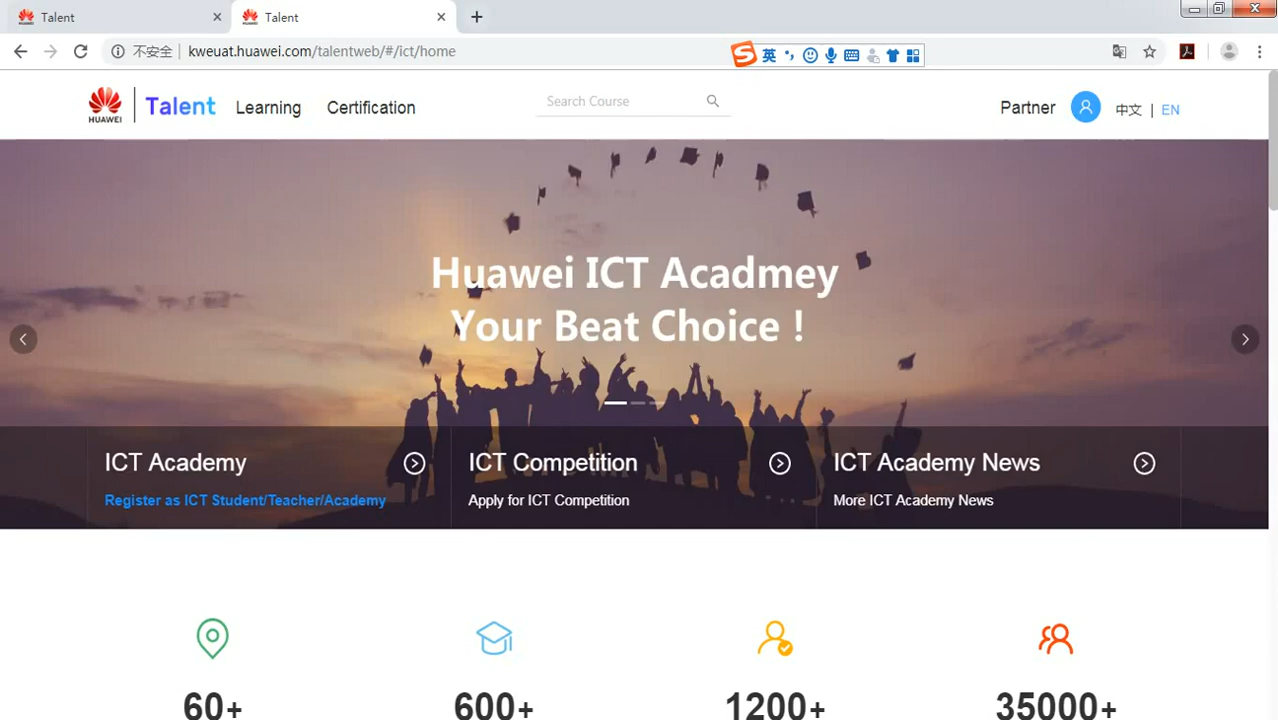 Talent
Talent
不安全 kweuat.huawei.com/talentweb/#/ict/home
英
HUAWEI
Talent Learning Certification
Search Course
Partner 中文 | EN
Huawei ICT Acadmey
Your Beat Choice !
ICT Academy
Register as ICT Student/Teacher/Academy
ICT Competition
Apply for ICT Competition
ICT Academy News
More ICT Academy News
60+ 600+ 1200+ 35000+